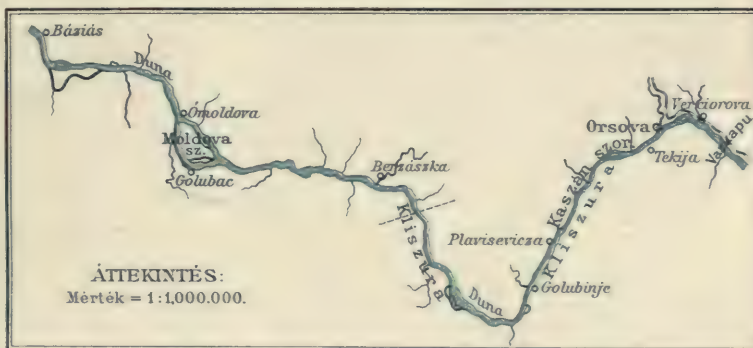 Báziás
Duna
Ómoldova
Moldova
sz.
Golubac
Berzászka
Kliszura
Duna
Plavisevicza
Golubinje
Kaszán szor.
Kliszura
Orsova
Verciorova
Tekija
Vaskapu
ÁTTEKINTÉS:
Mérték = 1:1,000.000.